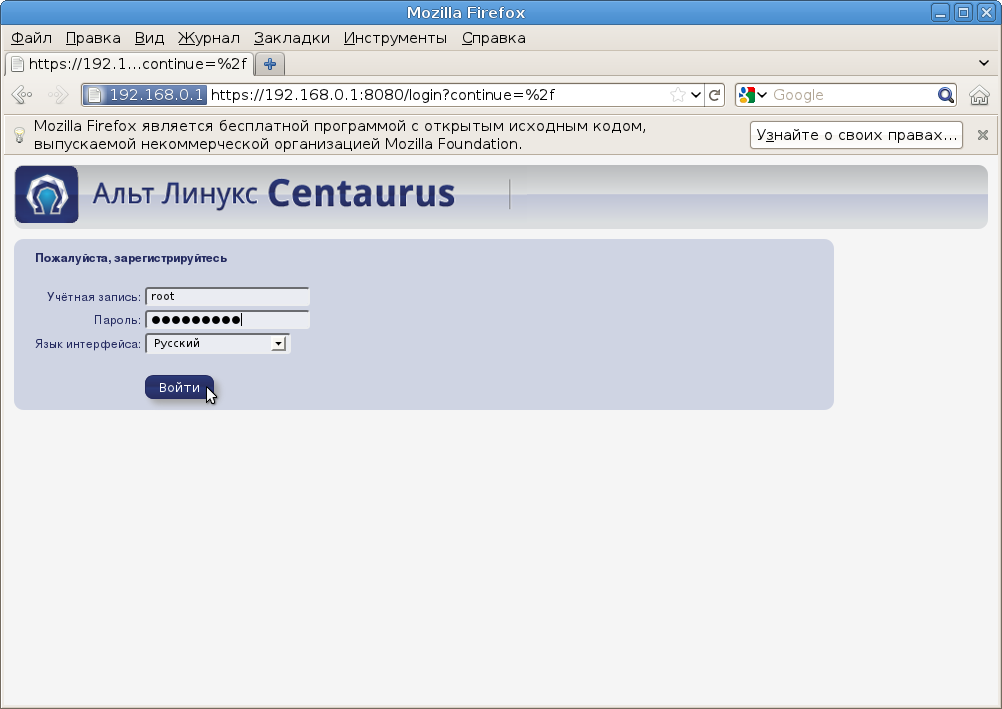 Mozilla Firefox
Файл Правка Вид Журнал Закладки Инструменты Справка
https://192.1...continue=%2f
192.168.0.1 https://192.168.0.1:8080/login?continue=%2f Google
Mozilla Firefox является бесплатной программой с открытым исходным кодом,
выпускаемой некоммерческой организацией Mozilla Foundation.
Узнайте о своих правах...
Альт Линукс Centaurus
Пожалуйста, зарегистрируйтесь
Учётная запись: root
Пароль: ●●●●●●●●●
Язык интерфейса: Русский
Войти